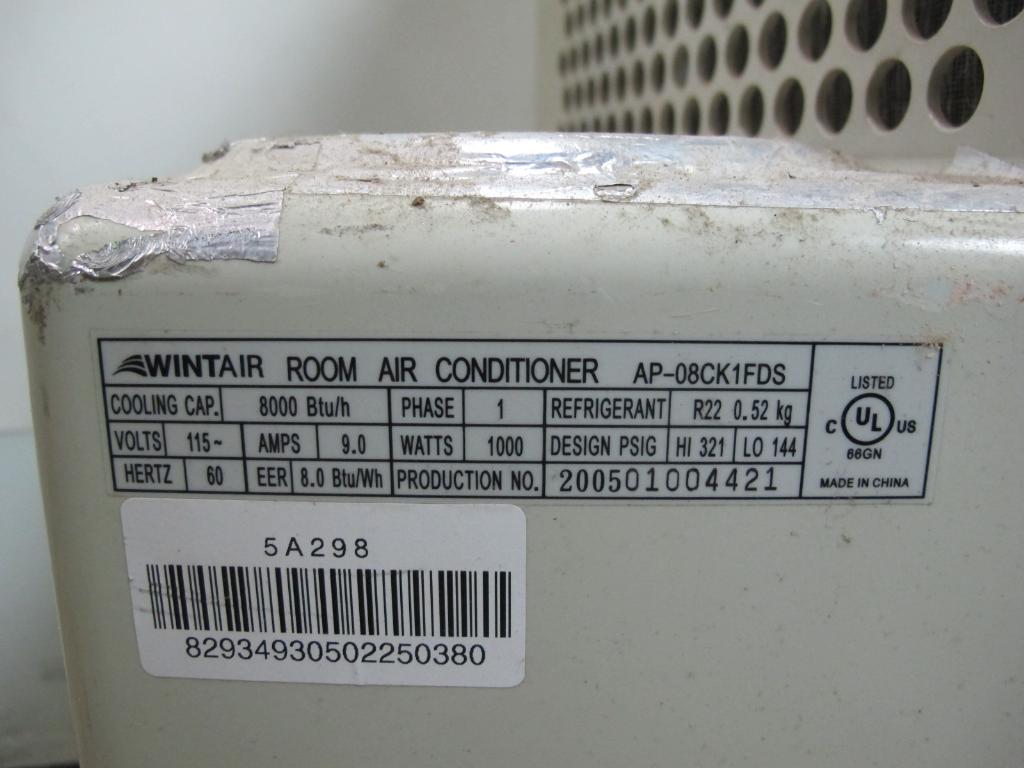 WINTAIR ROOM AIR CONDITIONER AP-08CK1FDS
COOLING CAP. 8000 Btu/h PHASE 1 REFRIGERANT R22 0.52 kg
VOLTS 115~ AMPS 9.0 WATTS 1000 DESIGN PSIG HI 321 LO 144
HERTZ 60 EER 8.0 Btu/Wh PRODUCTION NO. 200501004421
LISTED
C UL US
66GN
MADE IN CHINA
5A298
82934930502250380